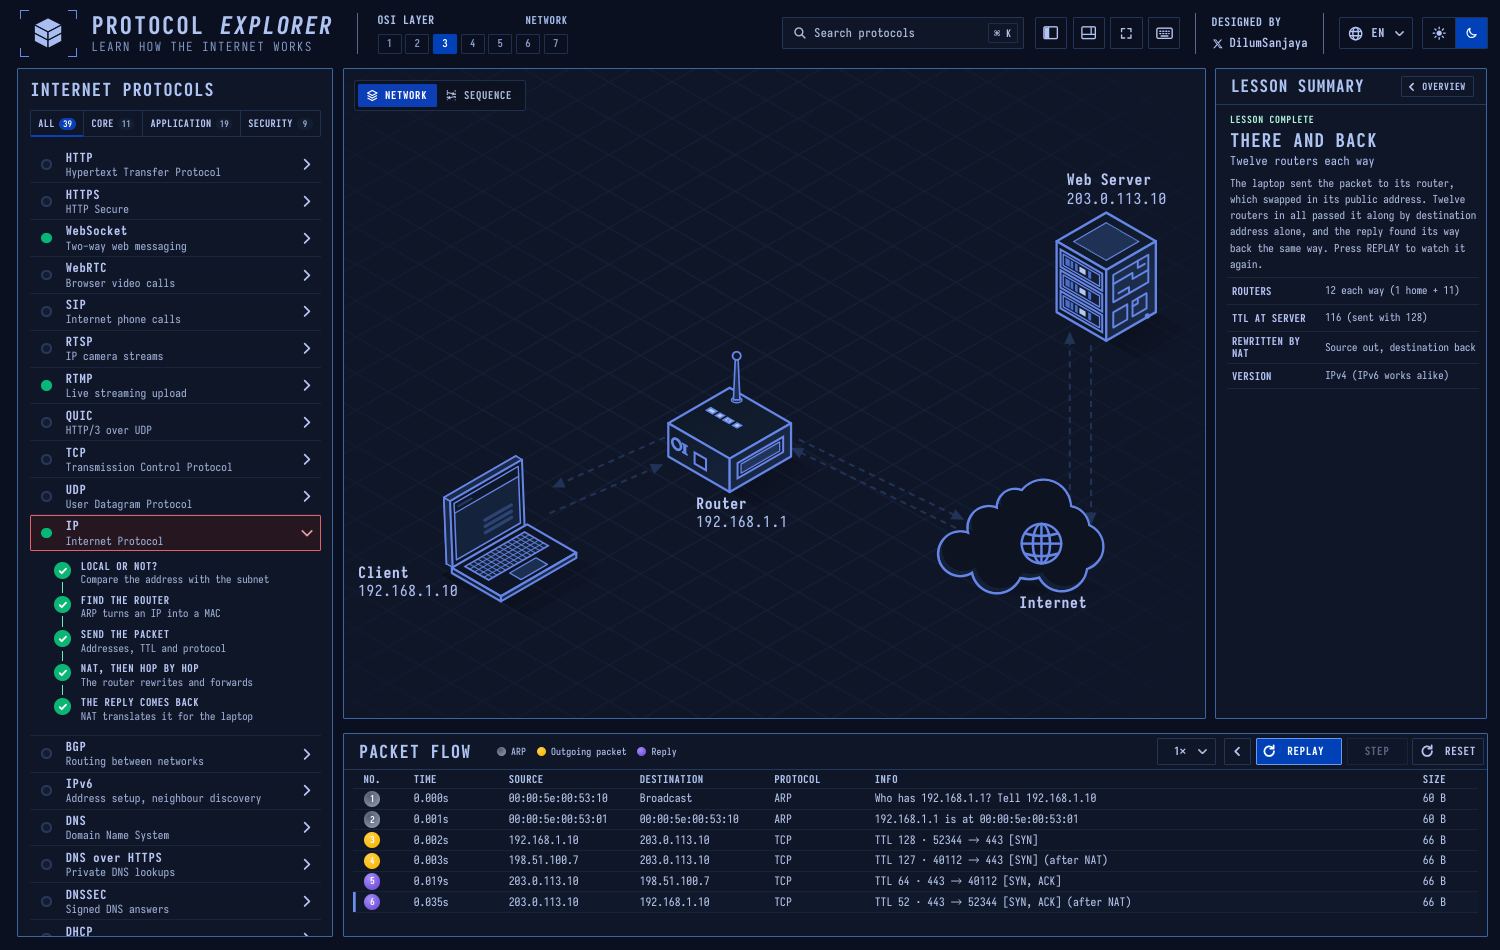 PROTOCOL EXPLORER
LEARN HOW THE INTERNET WORKS
OSI LAYER NETWORK
1 2 3 4 5 6 7
Search protocols ⌘ K
DESIGNED BY
DilumSanjaya
EN
INTERNET PROTOCOLS
ALL 39 CORE 11 APPLICATION 19 SECURITY 9
HTTP
Hypertext Transfer Protocol
HTTPS
HTTP Secure
WebSocket
Two-way web messaging
WebRTC
Browser video calls
SIP
Internet phone calls
RTSP
IP camera streams
RTMP
Live streaming upload
QUIC
HTTP/3 over UDP
TCP
Transmission Control Protocol
UDP
User Datagram Protocol
IP
Internet Protocol
LOCAL OR NOT?
Compare the address with the subnet
FIND THE ROUTER
ARP turns an IP into a MAC
SEND THE PACKET
Addresses, TTL and protocol
NAT, THEN HOP BY HOP
The router rewrites and forwards
THE REPLY COMES BACK
NAT translates it for the laptop
BGP
Routing between networks
IPv6
Address setup, neighbour discovery
DNS
Domain Name System
DNS over HTTPS
Private DNS lookups
DNSSEC
Signed DNS answers
DHCP
NETWORK SEQUENCE
Web Server
203.0.113.10
Router
192.168.1.1
Client
192.168.1.10
Internet
LESSON SUMMARY OVERVIEW
LESSON COMPLETE
THERE AND BACK
Twelve routers each way
The laptop sent the packet to its router,
which swapped in its public address. Twelve
routers in all passed it along by destination
address alone, and the reply found its way
back the same way. Press REPLAY to watch it
again.
ROUTERS 12 each way (1 home + 11)
TTL AT SERVER 116 (sent with 128)
REWRITTEN BY NAT Source out, destination back
VERSION IPv4 (IPv6 works alike)
PACKET FLOW ARP Outgoing packet Reply 1× REPLAY STEP RESET
NO. TIME SOURCE DESTINATION PROTOCOL INFO SIZE
1 0.000s 00:00:5e:00:53:10 Broadcast ARP Who has 192.168.1.1? Tell 192.168.1.10 60 B
2 0.001s 00:00:5e:00:53:01 00:00:5e:00:53:10 ARP 192.168.1.1 is at 00:00:5e:00:53:01 60 B
3 0.002s 192.168.1.10 203.0.113.10 TCP TTL 128 · 52344 → 443 [SYN] 66 B
4 0.003s 198.51.100.7 203.0.113.10 TCP TTL 127 · 40112 → 443 [SYN] (after NAT) 66 B
5 0.019s 203.0.113.10 198.51.100.7 TCP TTL 64 · 443 → 40112 [SYN, ACK] 66 B
6 0.035s 203.0.113.10 192.168.1.10 TCP TTL 52 · 443 → 52344 [SYN, ACK] (after NAT) 66 B